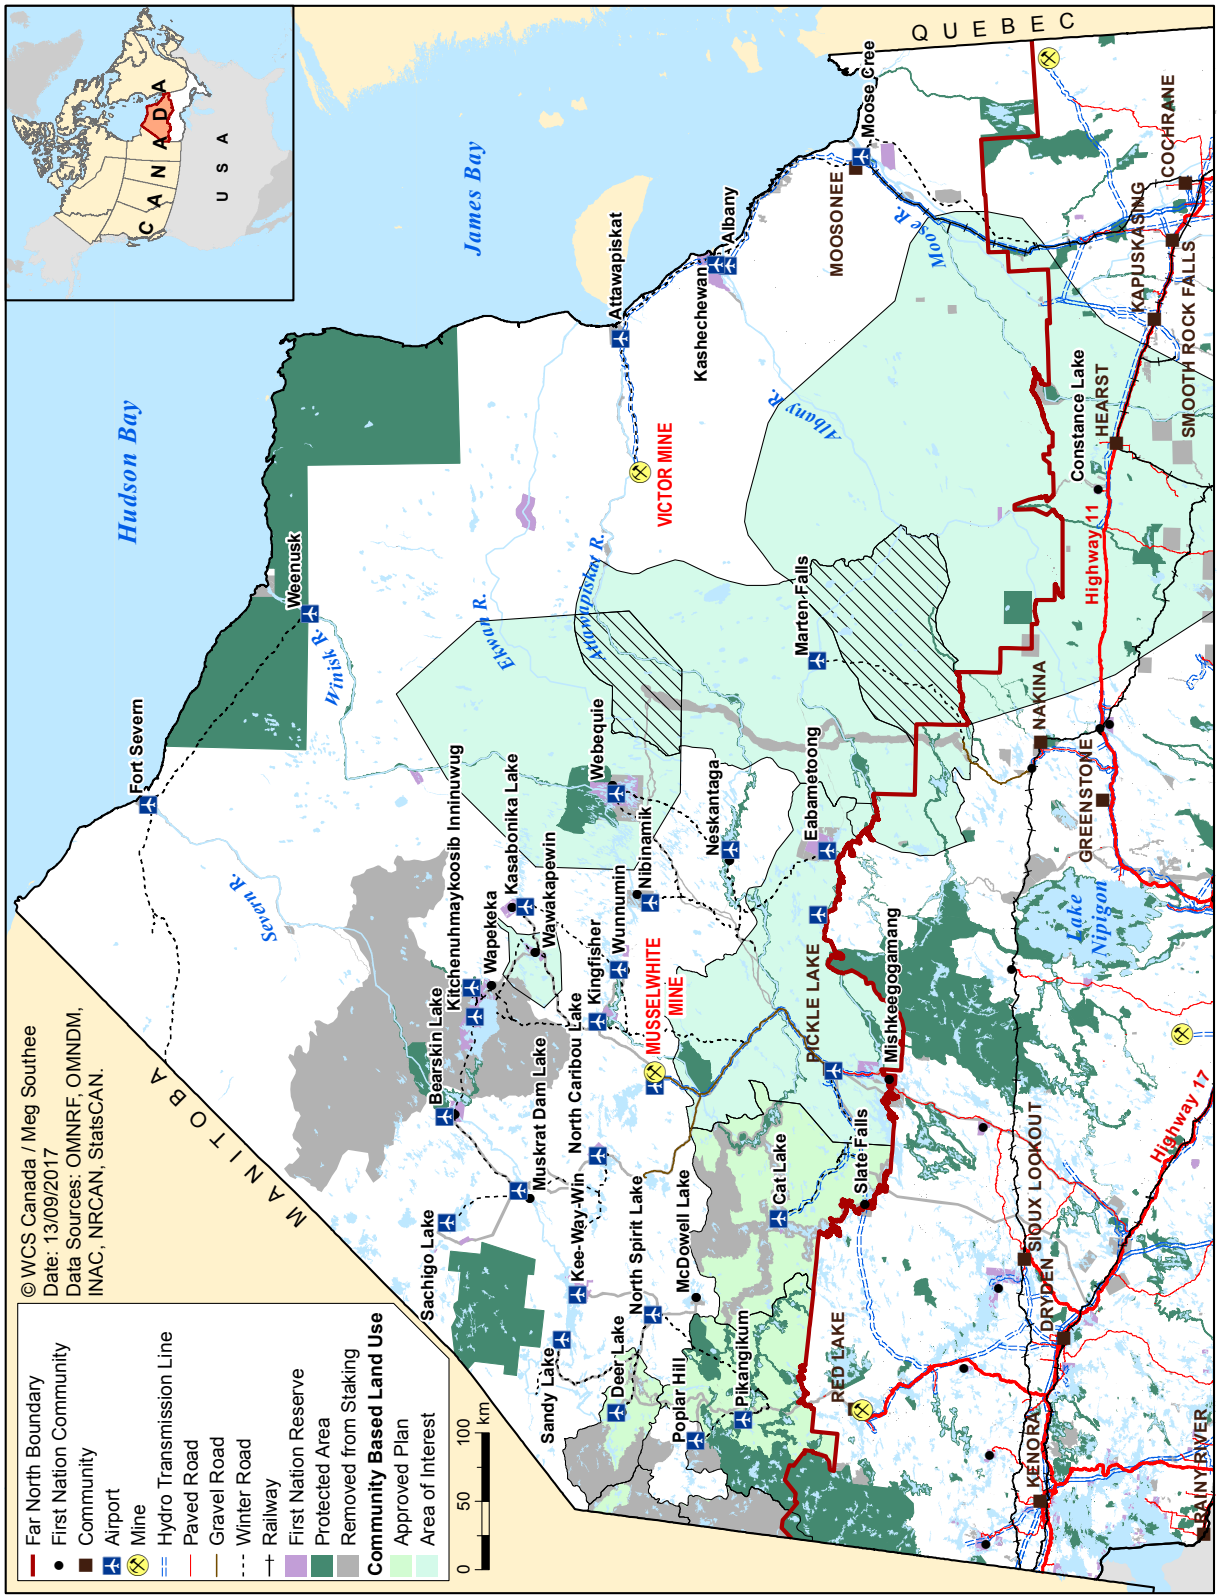 © WCS Canada / Meg Southee
Date: 13/09/2017
Data Sources: OMNRF, OMNDM,
INAC, NRCAN, StatsCAN.
Far North Boundary
First Nation Community
Community
Airport
Mine
Hydro Transmission Line
Paved Road
Gravel Road
Winter Road
Railway
First Nation Reserve
Protected Area
Removed from Staking
Community Based Land Use
Approved Plan
Area of Interest
0 50 100
km
MANITOBA
QUEBEC
CANADA
USA
Hudson Bay
James Bay
Fort Severn
Severn R.
Weenusk
Winisk R.
Ekwan R.
Attawapiskat R.
Attawapiskat
VICTOR MINE
Kashechewan
Albany
Albany R.
MOOSONEE
Moose Cree
Moose R.
Sachigo Lake
Bearskin Lake
Kitchenuhmaykoosib Inninuwug
Wapekeka
Kasabonika Lake
Wawakapewin
Webequie
Nibinamik
Wunnumin
Kingfisher
Neskantaga
Marten Falls
Eabametoong
MUSSELWHITE
MINE
Muskrat Dam Lake
North Caribou Lake
Kee-Way-Win
Sandy Lake
Deer Lake
North Spirit Lake
McDowell Lake
Poplar Hill
Pikangikum
Cat Lake
Slate Falls
PICKLE LAKE
Mishkeegogamang
RED LAKE
KENORA
DRYDEN
SIOUX LOOKOUT
RAINY RIVER
Highway 17
Lake
Nipigon
GREENSTONE
NAKINA
Highway 11
Constance Lake
HEARST
KAPUSKASING
SMOOTH ROCK FALLS
COCHRANE